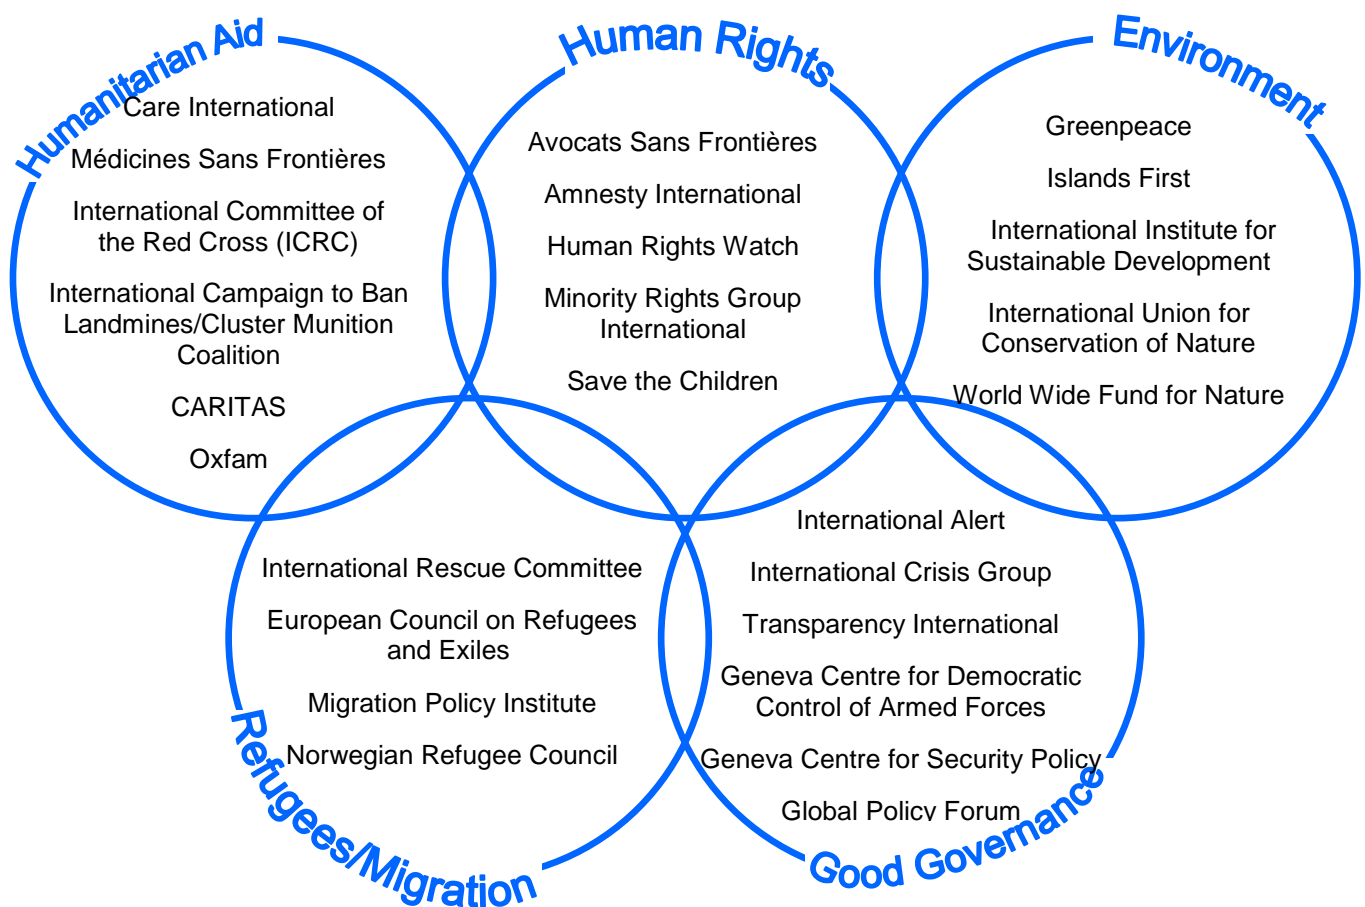 Humanitarian Aid
Care International
Médicines Sans Frontières
International Committee of
the Red Cross (ICRC)
International Campaign to Ban
Landmines/Cluster Munition
Coalition
CARITAS
Oxfam
Human Rights
Avocats Sans Frontières
Amnesty International
Human Rights Watch
Minority Rights Group
International
Save the Children
Environment
Greenpeace
Islands First
International Institute for
Sustainable Development
International Union for
Conservation of Nature
World Wide Fund for Nature
International Rescue Committee
European Council on Refugees
and Exiles
Migration Policy Institute
Norwegian Refugee Council
Refugees/Migration
International Alert
International Crisis Group
Transparency International
Geneva Centre for Democratic
Control of Armed Forces
Geneva Centre for Security Policy
Global Policy Forum
Good Governance